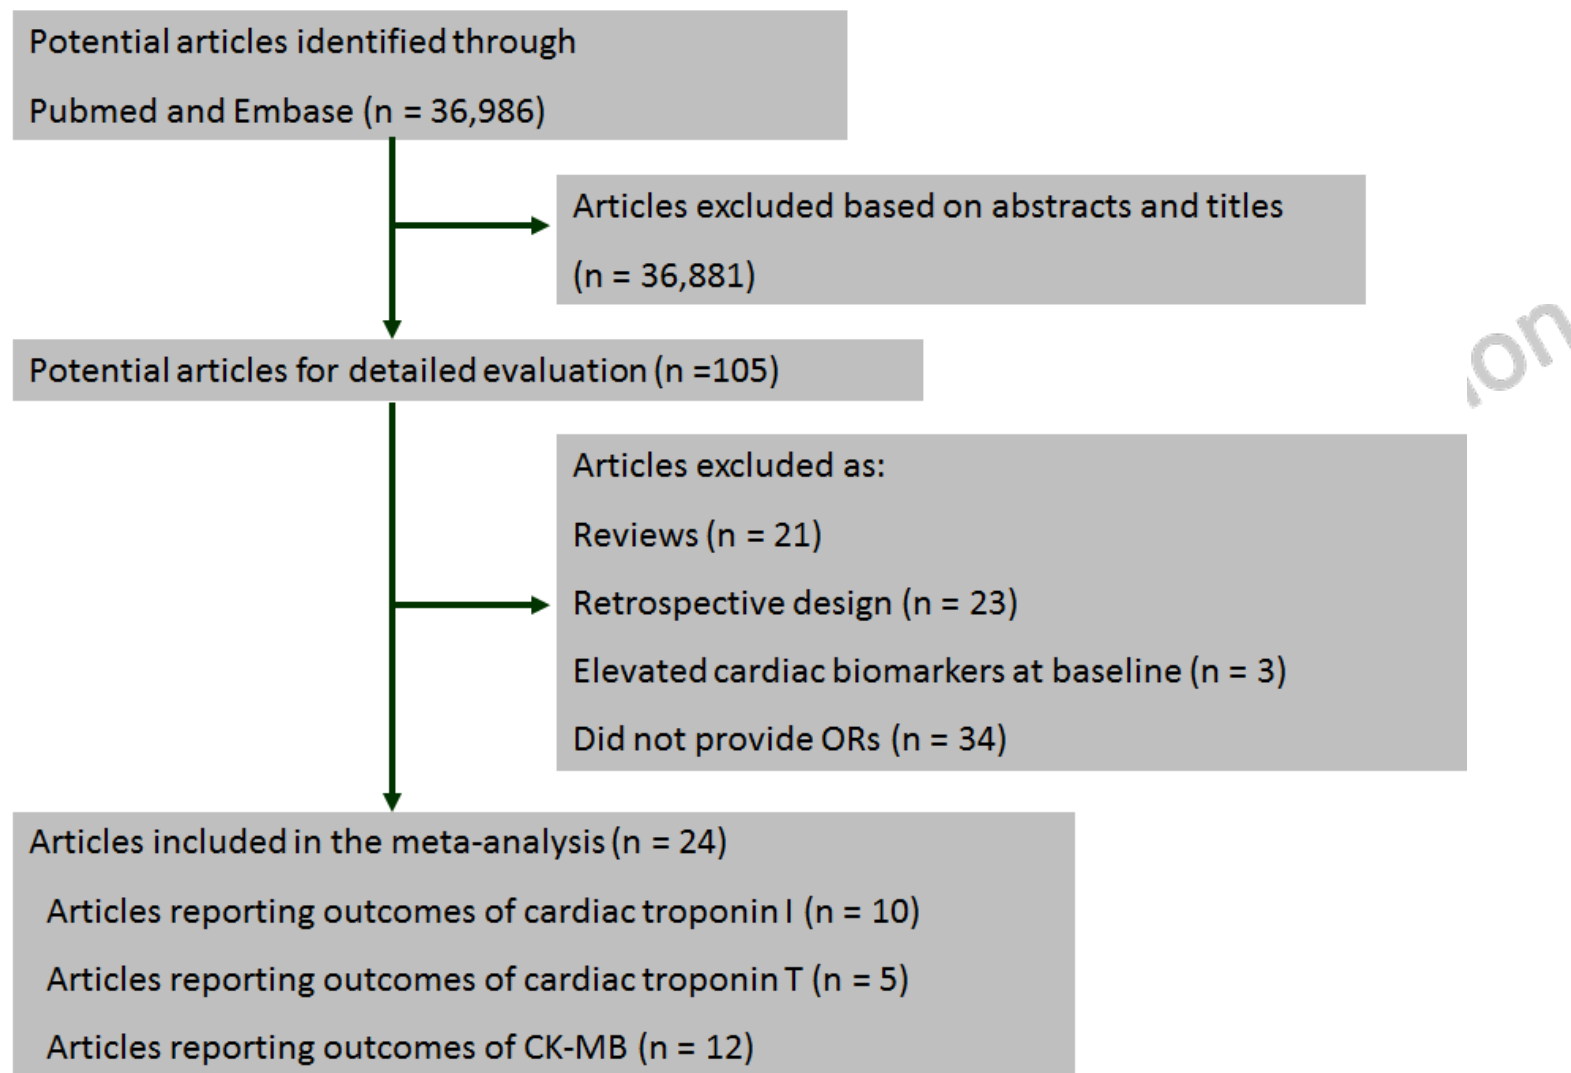 Potential articles identified through
Pubmed and Embase (n = 36,986)
Articles excluded based on abstracts and titles
(n = 36,881)
Potential articles for detailed evaluation (n =105)
Articles excluded as:
Reviews (n = 21)
Retrospective design (n = 23)
Elevated cardiac biomarkers at baseline (n = 3)
Did not provide ORs (n = 34)
Articles included in the meta-analysis (n = 24)
Articles reporting outcomes of cardiac troponin I (n = 10)
Articles reporting outcomes of cardiac troponin T (n = 5)
Articles reporting outcomes of CK-MB (n = 12)